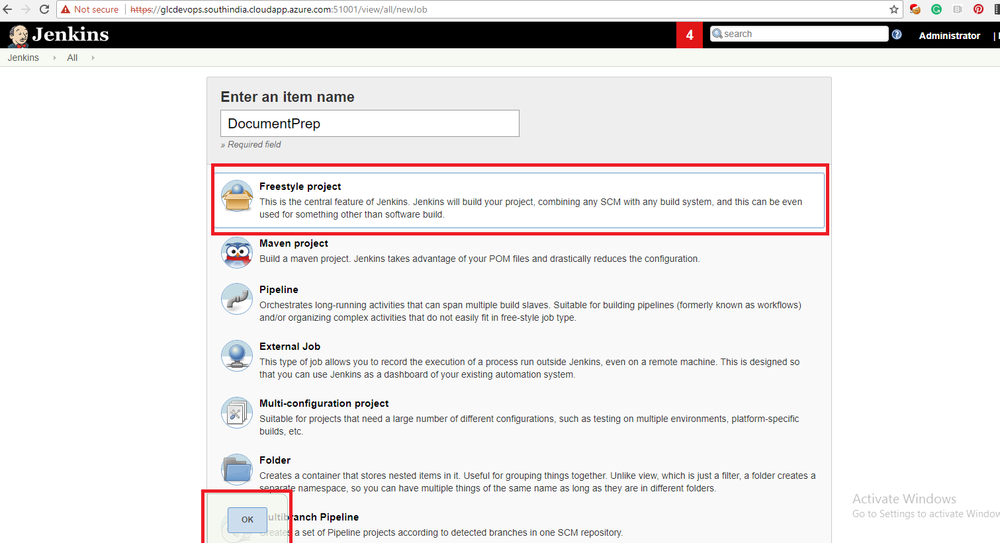 Not secure https://glcdevops.southindia.cloudapp.azure.com:51001/view/all/newJob
Jenkins
4
search
Administrator
Jenkins All
Enter an item name
DocumentPrep
» Required field
Freestyle project
This is the central feature of Jenkins. Jenkins will build your project, combining any SCM with any build system, and this can be even
used for something other than software build.
Maven project
Build a maven project. Jenkins takes advantage of your POM files and drastically reduces the configuration.
Pipeline
Orchestrates long-running activities that can span multiple build slaves. Suitable for building pipelines (formerly known as workflows)
and/or organizing complex activities that do not easily fit in free-style job type.
External Job
This type of job allows you to record the execution of a process run outside Jenkins, even on a remote machine. This is designed so
that you can use Jenkins as a dashboard of your existing automation system.
Multi-configuration project
Suitable for projects that need a large number of different configurations, such as testing on multiple environments, platform-specific
builds, etc.
Folder
Creates a container that stores nested items in it. Useful for grouping things together. Unlike view, which is just a filter, a folder creates a
separate namespace, so you can have multiple things of the same name as long as they are in different folders.
ultibranch Pipeline
Creates a set of Pipeline projects according to detected branches in one SCM repository.
OK
Activate Windows
Go to Settings to activate Window